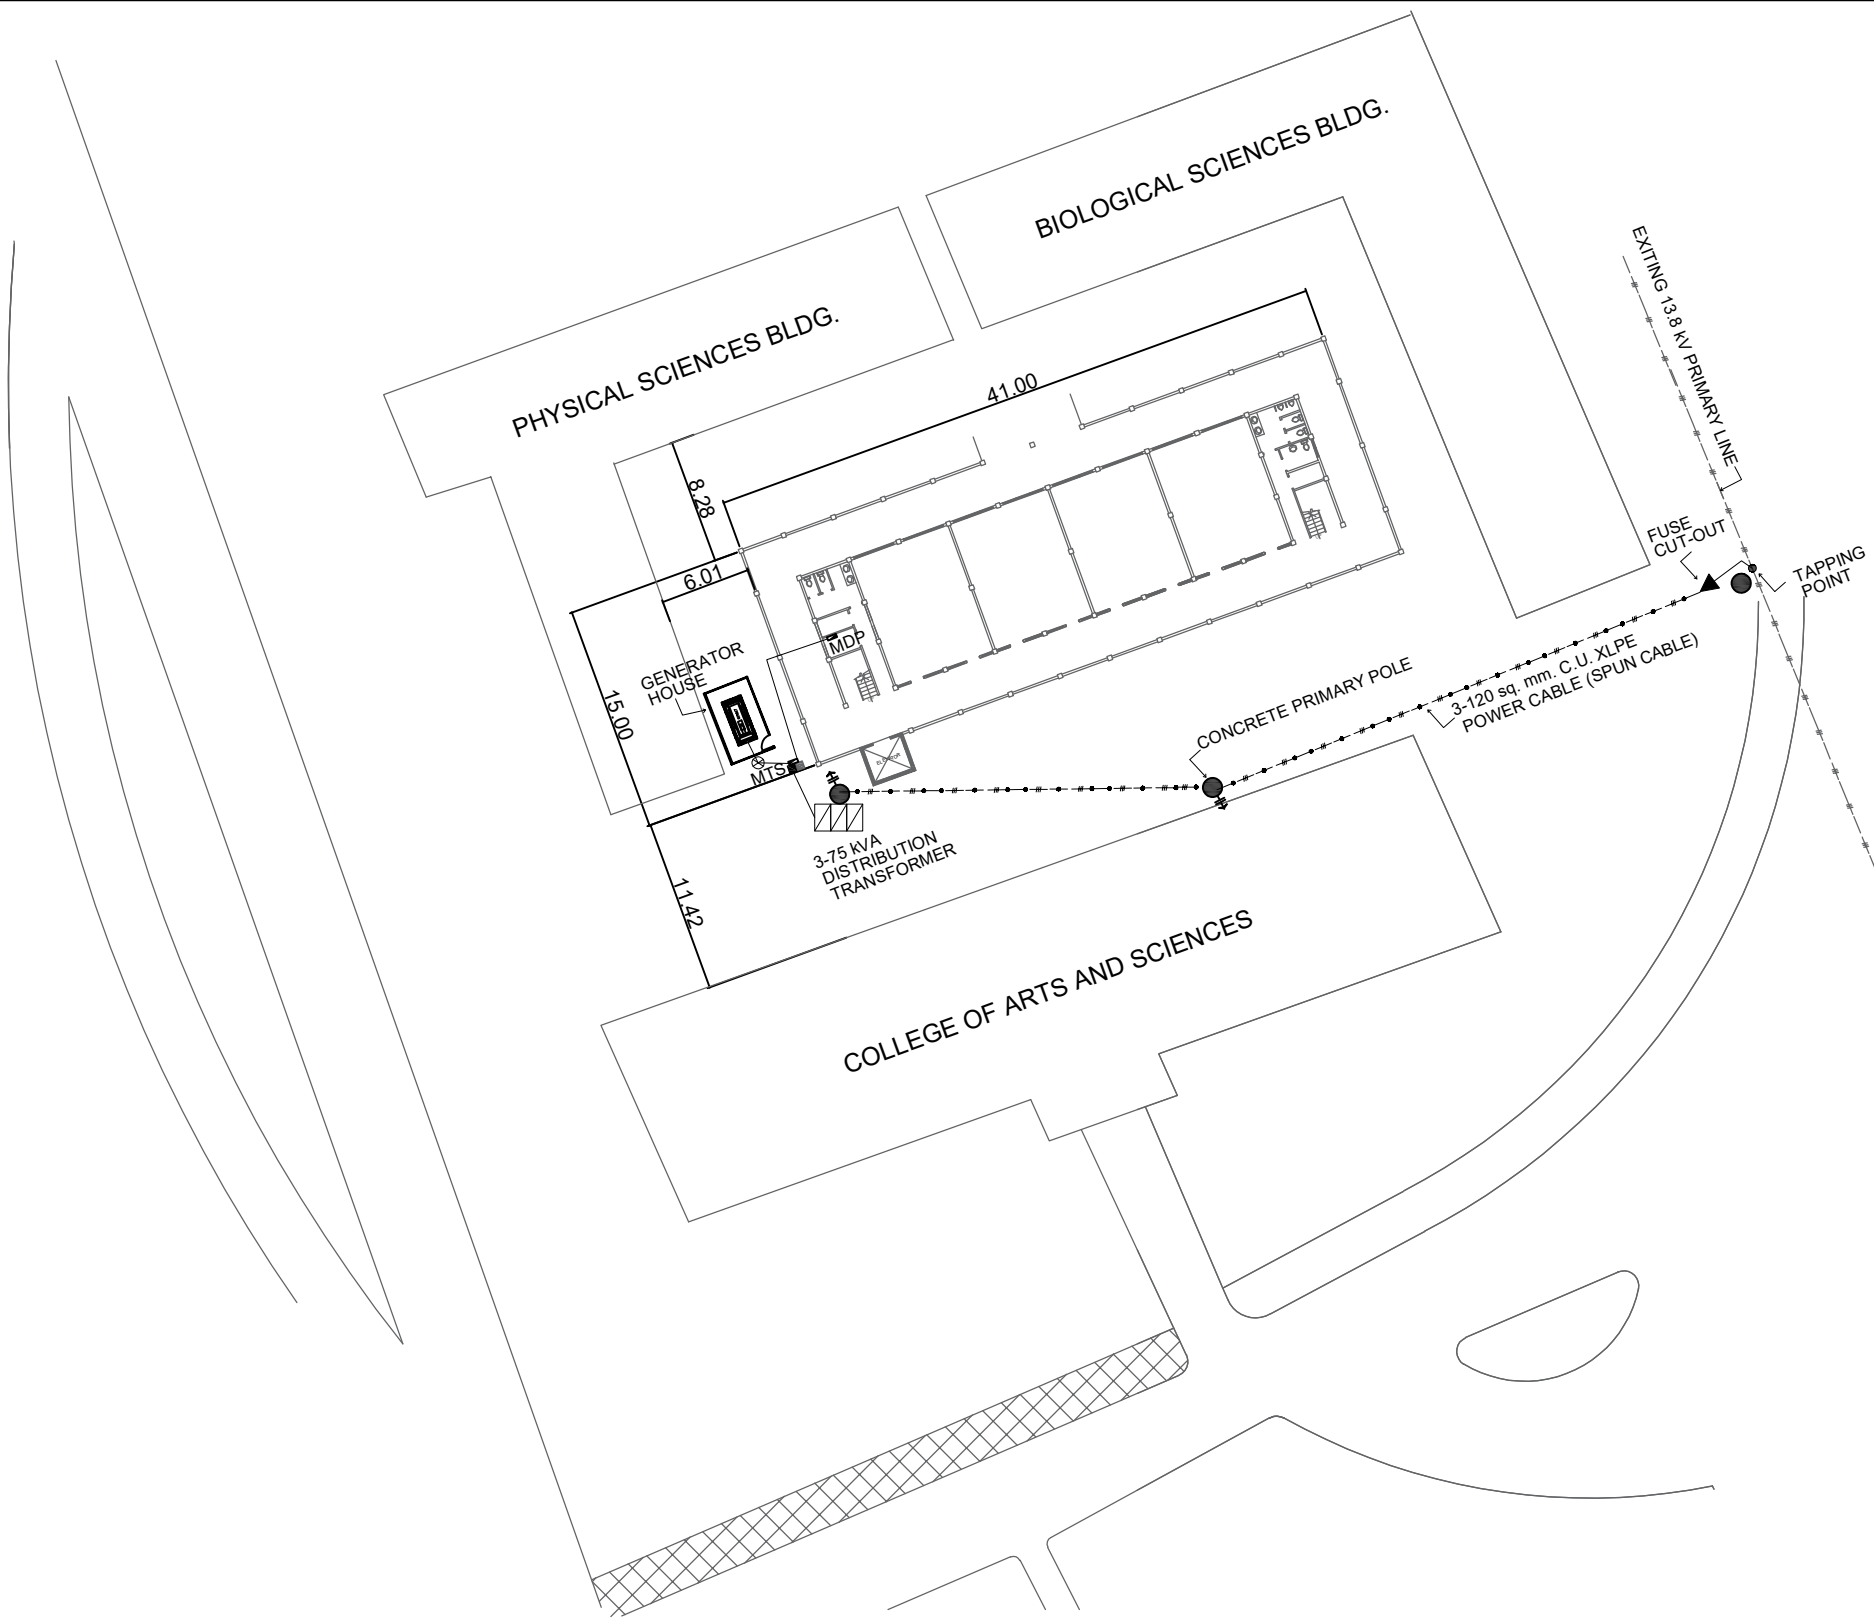 BIOLOGICAL SCIENCES BLDG.
PHYSICAL SCIENCES BLDG.
EXITING 13.8 kV PRIMARY LINE
41.00
8.28
6.01
FUSE
CUT-OUT
TAPPING
POINT
MDP
GENERATOR
HOUSE
15.00
3-120 sq. mm. C.U. XLPE
POWER CABLE (SPUN CABLE)
CONCRETE PRIMARY POLE
MTS
3-75 kVA
DISTRIBUTION
TRANSFORMER
11.42
COLLEGE OF ARTS AND SCIENCES